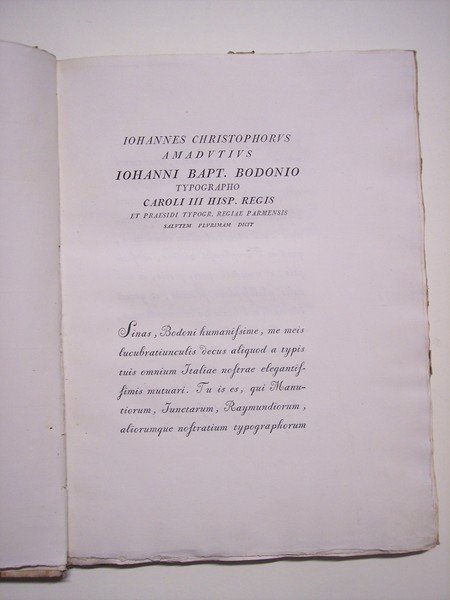 IOHANNES CHRISTOPHORVS
AMADVTIVS
IOHANNI BAPT. BODONIO
TYPOGRAPHO
CAROLI III HISP. REGIS
ET PRAESIDI TYPOGR. REGIAE PARMENSIS
SALVTEM PLVRIMAM DICIT
Sinas, Bodoni humaniſsime, me meis
lucubratiunculis decus aliquod a typis
tuis omnium Italiae noſtrae elegantiſ-
ſimis mutuari. Tu is es, qui Manu-
tiorum, Iunctarum, Raymundiorum,
aliorumque noſtratium typographorum